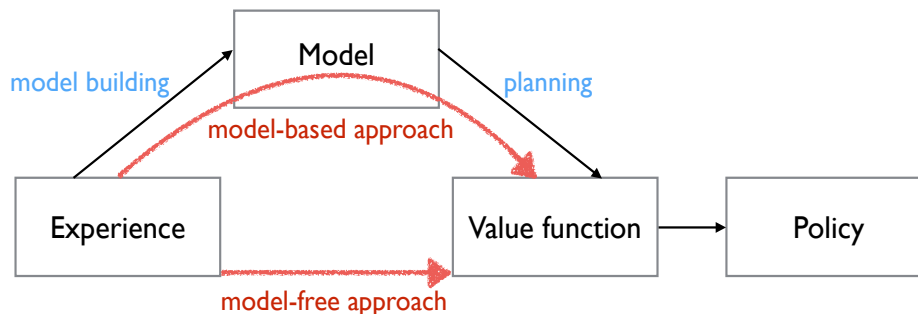 Model
model building
planning
model-based approach
Experience
Value function
Policy
model-free approach